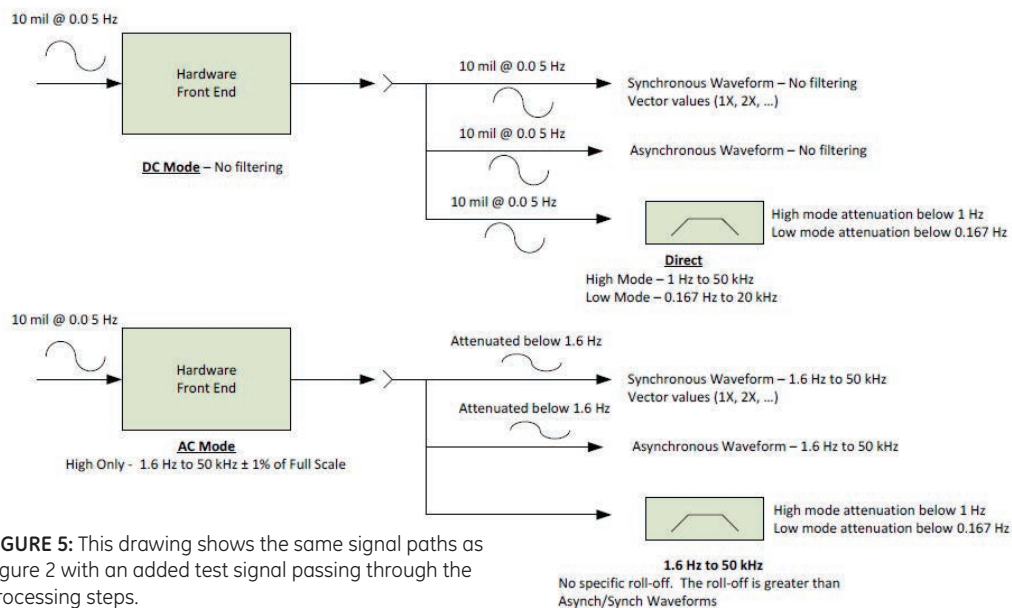 10 mil @ 0.0 5 Hz
Hardware
Front End
DC Mode – No filtering
10 mil @ 0.0 5 Hz
Synchronous Waveform – No filtering
Vector values (1X, 2X, ...)
10 mil @ 0.0 5 Hz
Asynchronous Waveform – No filtering
10 mil @ 0.0 5 Hz
High mode attenuation below 1 Hz
Low mode attenuation below 0.167 Hz
Direct
High Mode – 1 Hz to 50 kHz
Low Mode – 0.167 Hz to 20 kHz
10 mil @ 0.0 5 Hz
Hardware
Front End
AC Mode
High Only - 1.6 Hz to 50 kHz ± 1% of Full Scale
Attenuated below 1.6 Hz
Synchronous Waveform – 1.6 Hz to 50 kHz
Vector values (1X, 2X, ...)
Attenuated below 1.6 Hz
Asynchronous Waveform – 1.6 Hz to 50 kHz
High mode attenuation below 1 Hz
Low mode attenuation below 0.167 Hz
1.6 Hz to 50 kHz
No specific roll-off. The roll-off is greater than
Asynch/Synch Waveforms
IGURE 5: This drawing shows the same signal paths as
igure 2 with an added test signal passing through the
rocessing steps.